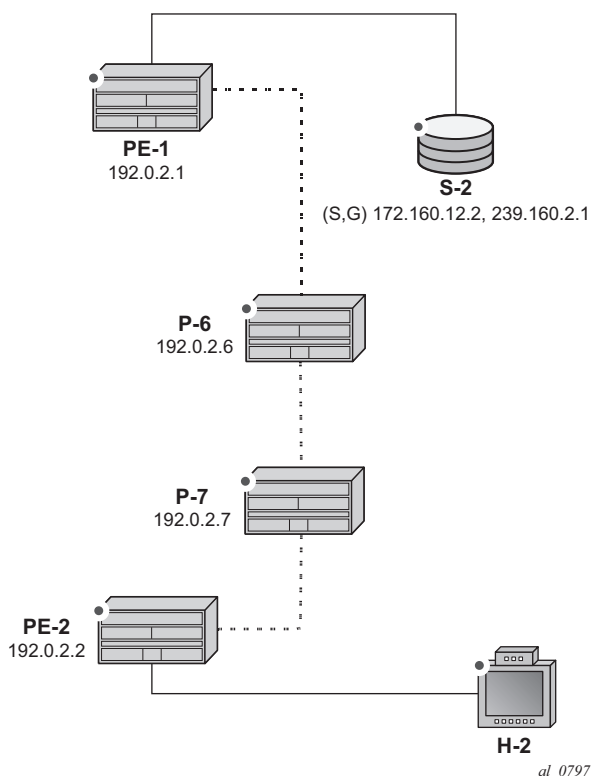 PE-1
192.0.2.1
S-2
(S,G) 172.160.12.2, 239.160.2.1
P-6
192.0.2.6
P-7
192.0.2.7
PE-2
192.0.2.2
H-2
al_0797